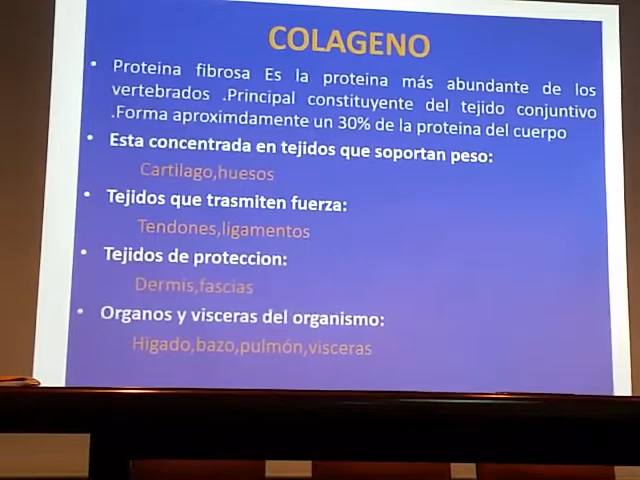 COLAGENO
• Proteina fibrosa Es la proteina más abundante de los
vertebrados .Principal constituyente del tejido conjuntivo
.Forma aproximdamente un 30% de la proteina del cuerpo
• Esta concentrada en tejidos que soportan peso:
Cartilago,huesos
• Tejidos que trasmiten fuerza:
Tendones,ligamentos
• Tejidos de proteccion:
Dermis,fascias
• Organos y visceras del organismo:
Higado,bazo,pulmón,visceras